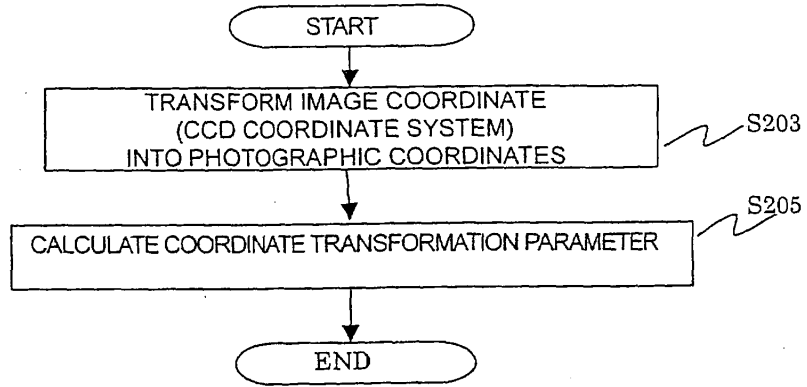 START
TRANSFORM IMAGE COORDINATE
(CCD COORDINATE SYSTEM)
INTO PHOTOGRAPHIC COORDINATES
S203
S205
CALCULATE COORDINATE TRANSFORMATION PARAMETER
END